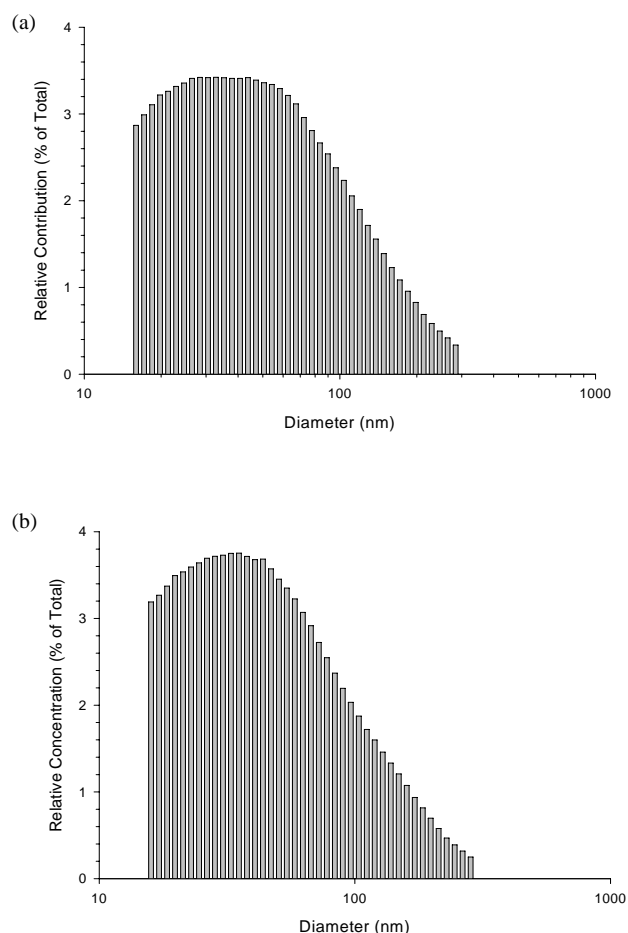 (a)
4
3
2
1
0
Relative Contribution (% of Total)
10
100
1000
Diameter (nm)
(b)
4
3
2
1
0
Relative Concentration (% of Total)
10
100
1000
Diameter (nm)